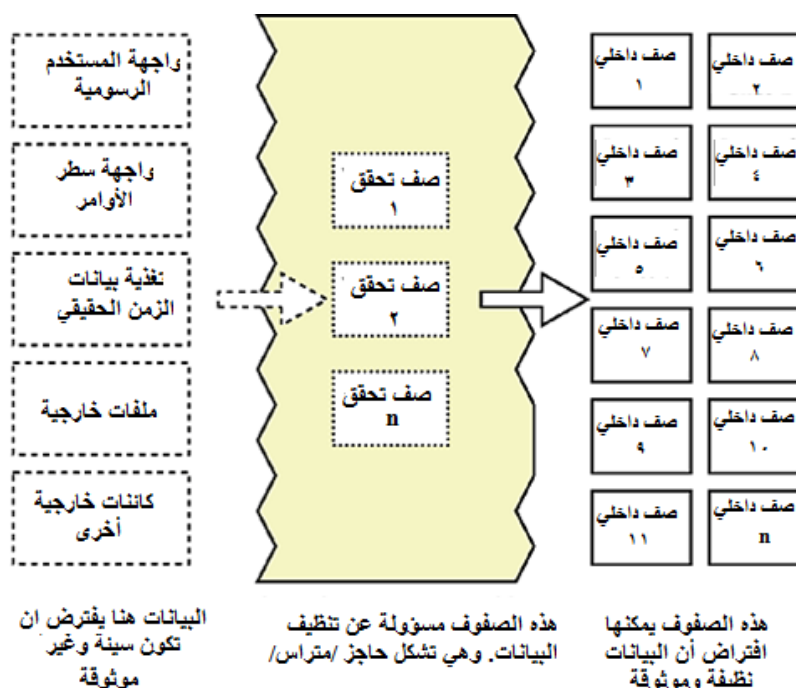 واجهة المستخدم
الرسومية
واجهة سطر
الأوامر
تغذية بيانات
الزمن الحقيقي
ملفات خارجية
كائنات خارجية
أخرى
البيانات هنا يفترض ان
تكون سيئة وغير
موثوقة
صف تحقق
١
صف تحقق
٢
صف تحقق
n
هذه الصفوف مسؤولة عن تنظيف
البيانات. وهي تشكل حاجز /متراس/
صف داخلي
١
صف داخلي
٢
صف داخلي
٣
صف داخلي
٤
صف داخلي
٥
صف داخلي
٦
صف داخلي
٧
صف داخلي
٨
صف داخلي
٩
صف داخلي
١٠
صف داخلي
١١
صف داخلي
n
هذه الصفوف يمكنها
افتراض أن البيانات
نظيفة وموثوقة